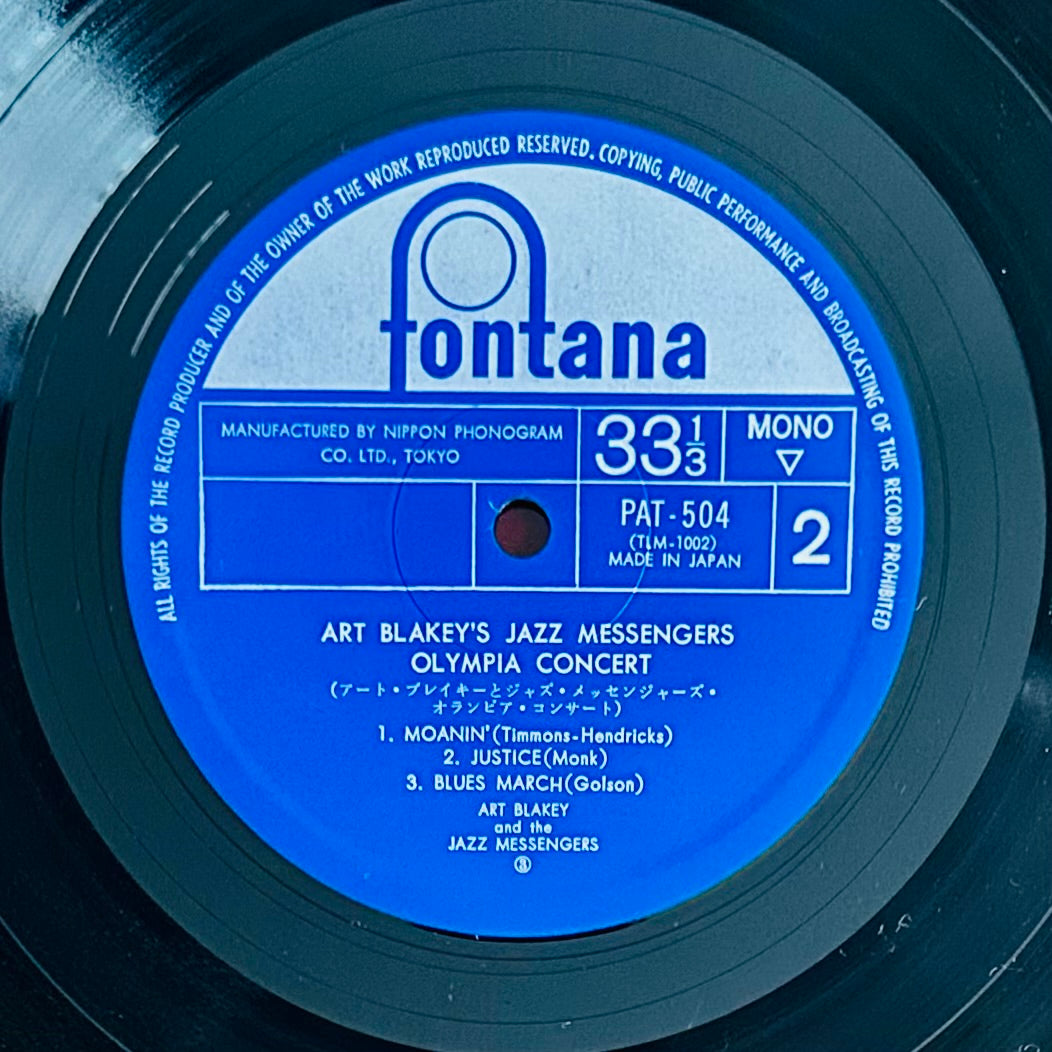 ALL RIGHTS OF THE RECORD PRODUCER AND OF THE OWNER OF THE WORK REPRODUCED RESERVED. COPYING, PUBLIC PERFORMANCE AND BROADCASTING OF THIS RECORD PROHIBITED
fontana
MANUFACTURED BY NIPPON PHONOGRAM
CO. LTD., TOKYO
33 1/3
MONO
▽
PAT-504
(TLM-1002)
MADE IN JAPAN
2
ART BLAKEY'S JAZZ MESSENGERS
OLYMPIA CONCERT
(アート・ブレイキーとジャズ・メッセンジャーズ・
オランピア・コンサート)
1. MOANIN'(Timmons-Hendricks)
2. JUSTICE(Monk)
3. BLUES MARCH(Golson)
ART BLAKEY
and the
JAZZ MESSENGERS